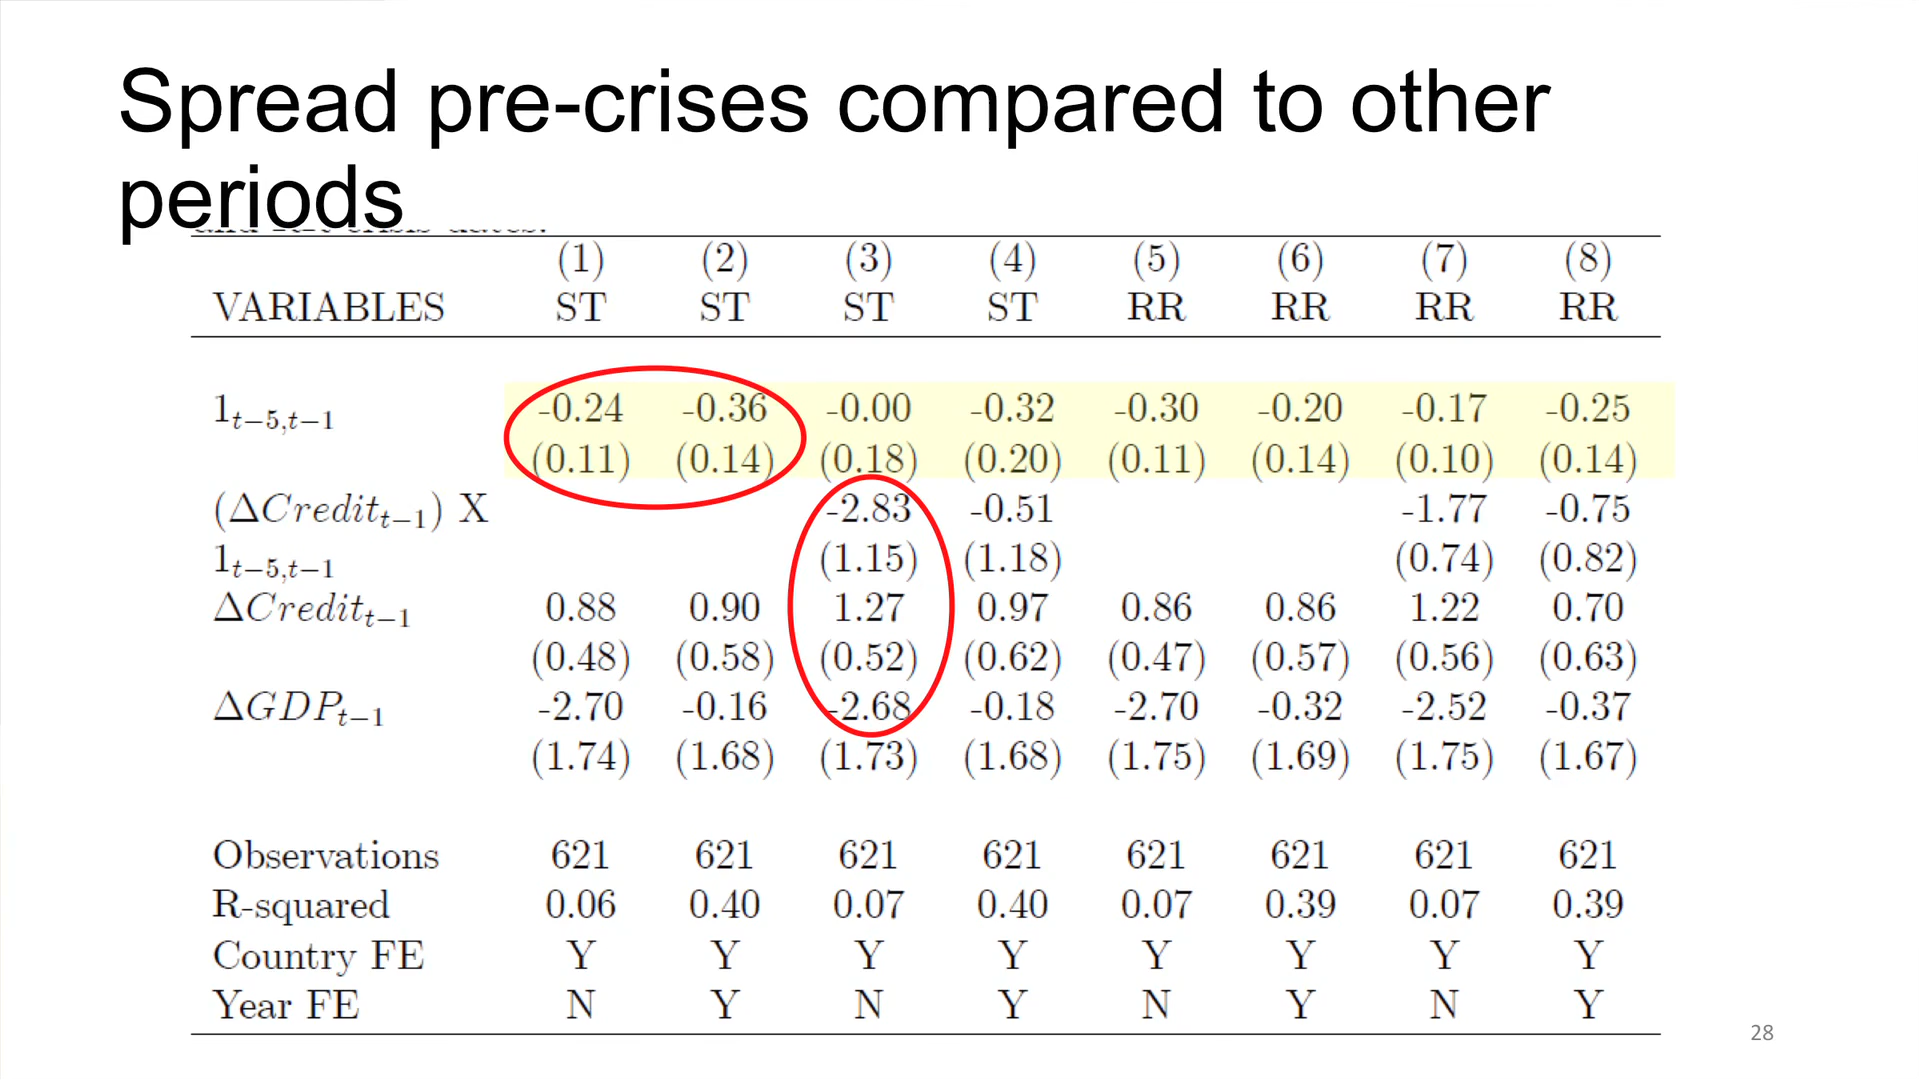 Spread pre-crises compared to other
periods
(1) (2) (3) (4) (5) (6) (7) (8)
VARIABLES ST ST ST ST RR RR RR RR
1t−5,t−1 -0.24 -0.36 -0.00 -0.32 -0.30 -0.20 -0.17 -0.25
(0.11) (0.14) (0.18) (0.20) (0.11) (0.14) (0.10) (0.14)
(ΔCreditt−1) X -2.83 -0.51 -1.77 -0.75
1t−5,t−1 (1.15) (1.18) (0.74) (0.82)
ΔCreditt−1 0.88 0.90 1.27 0.97 0.86 0.86 1.22 0.70
(0.48) (0.58) (0.52) (0.62) (0.47) (0.57) (0.56) (0.63)
ΔGDPt−1 -2.70 -0.16 -2.68 -0.18 -2.70 -0.32 -2.52 -0.37
(1.74) (1.68) (1.73) (1.68) (1.75) (1.69) (1.75) (1.67)
Observations 621 621 621 621 621 621 621 621
R-squared 0.06 0.40 0.07 0.40 0.07 0.39 0.07 0.39
Country FE Y Y Y Y Y Y Y Y
Year FE N Y N Y N Y N Y
28